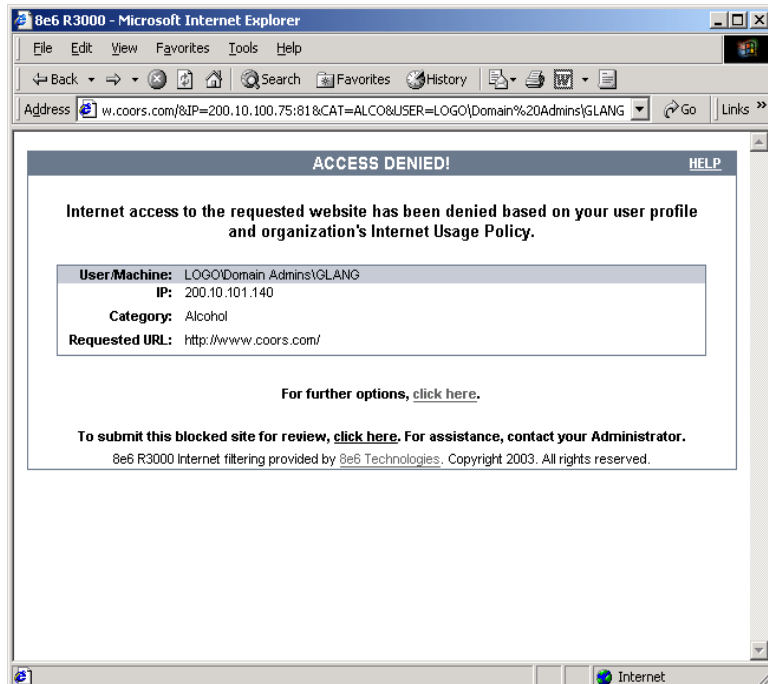 8e6 R3000 - Microsoft Internet Explorer
File Edit View Favorites Tools Help
Back Search Favorites History
Address w.coors.com/&IP=200.10.100.75:81&CAT=ALCO&USER=LOGO\Domain%20Admins\GLANG Go Links »
ACCESS DENIED! HELP
Internet access to the requested website has been denied based on your user profile
and organization's Internet Usage Policy.
User/Machine: LOGO\Domain Admins\GLANG
IP: 200.10.101.140
Category: Alcohol
Requested URL: http://www.coors.com/
For further options, click here.
To submit this blocked site for review, click here. For assistance, contact your Administrator.
8e6 R3000 Internet filtering provided by 8e6 Technologies. Copyright 2003. All rights reserved.
Internet